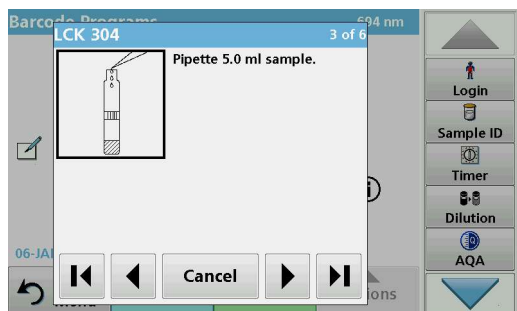 Barcode Programs
694 nm
LCK 304
3 of 6
Pipette 5.0 ml sample.
Login
Sample ID
Timer
Dilution
AQA
06-JA
Cancel
Menu
ions